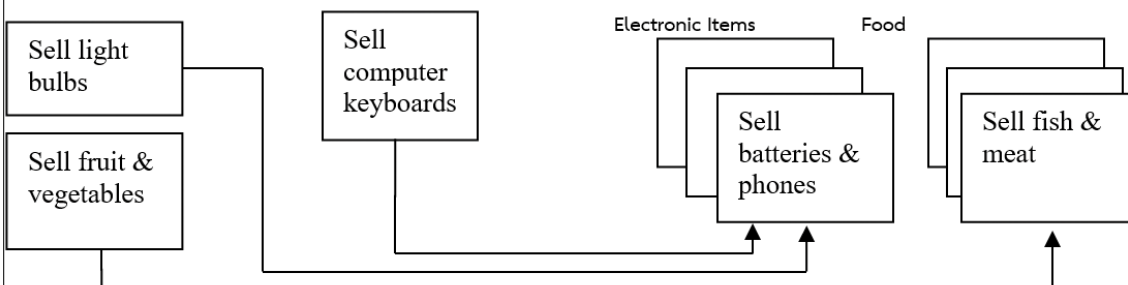 Electronic Items
Food
Sell light
bulbs
Sell
computer
keyboards
Sell
batteries &
phones
Sell fish &
meat
Sell fruit &
vegetables